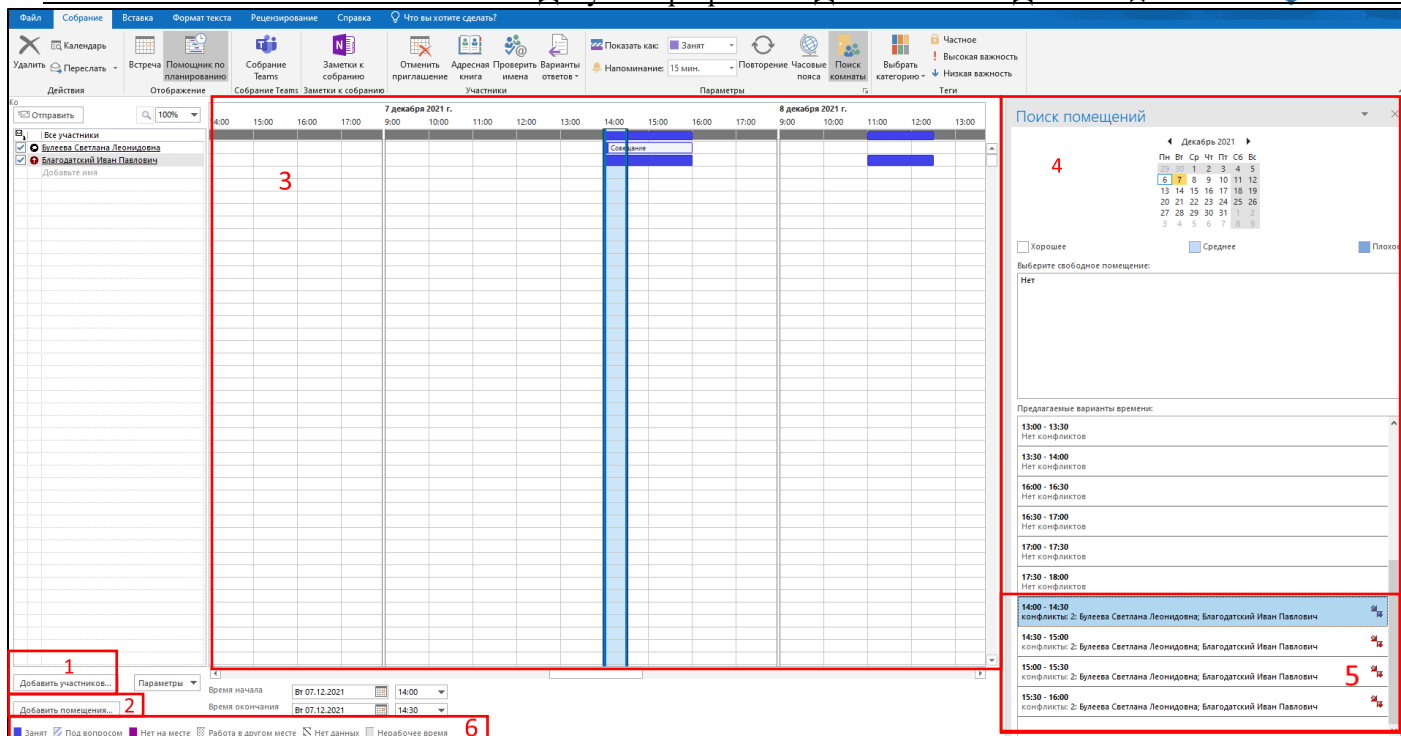 Файл Собрание Вставка Формат текста Рецензирование Справка Что вы хотите сделать?
Удалить Календарь Переслать
Действия
Встреча Помощник по планированию
Отображение
Собрание Teams
Собрание Teams
Заметки к собранию
Заметки к собранию
Отменить приглашение Адресная книга Проверить имена Варианты ответов
Участники
Показать как: Занят
Напоминание: 15 мин.
Повторение Часовые пояса Поиск комнаты
Параметры
Выбрать категорию
Частное
Высокая важность
Низкая важность
Теги
Ко
Отправить 100%
Все участники
Булеева Светлана Леонидовна
Благодатский Иван Павлович
Добавьте имя
7 декабря 2021 г. 8 декабря 2021 г.
14:00 15:00 16:00 17:00 9:00 10:00 11:00 12:00 13:00 14:00 15:00 16:00 17:00 9:00 10:00 11:00 12:00 13:00
Совещание
3
1
Добавить участников... Параметры
Добавить помещения... 2
Время начала Вт 07.12.2021 14:00
Время окончания Вт 07.12.2021 14:30
Занят Под вопросом Нет на месте Работа в другом месте Нет данных Нерабочее время 6
Поиск помещений
4
Декабрь 2021
Пн Вт Ср Чт Пт Сб Вс
29 30 1 2 3 4 5
6 7 8 9 10 11 12
13 14 15 16 17 18 19
20 21 22 23 24 25 26
27 28 29 30 31 1 2
3 4 5 6 7 8 9
Хорошее Среднее Плохое
Выберите свободное помещение:
Нет
Предлагаемые варианты времени:
13:00 - 13:30
Нет конфликтов
13:30 - 14:00
Нет конфликтов
16:00 - 16:30
Нет конфликтов
16:30 - 17:00
Нет конфликтов
17:00 - 17:30
Нет конфликтов
17:30 - 18:00
Нет конфликтов
14:00 - 14:30
конфликты: 2: Булеева Светлана Леонидовна; Благодатский Иван Павлович
14:30 - 15:00
конфликты: 2: Булеева Светлана Леонидовна; Благодатский Иван Павлович
15:00 - 15:30
конфликты: 2: Булеева Светлана Леонидовна; Благодатский Иван Павлович
15:30 - 16:00
конфликты: 2: Булеева Светлана Леонидовна; Благодатский Иван Павлович
5